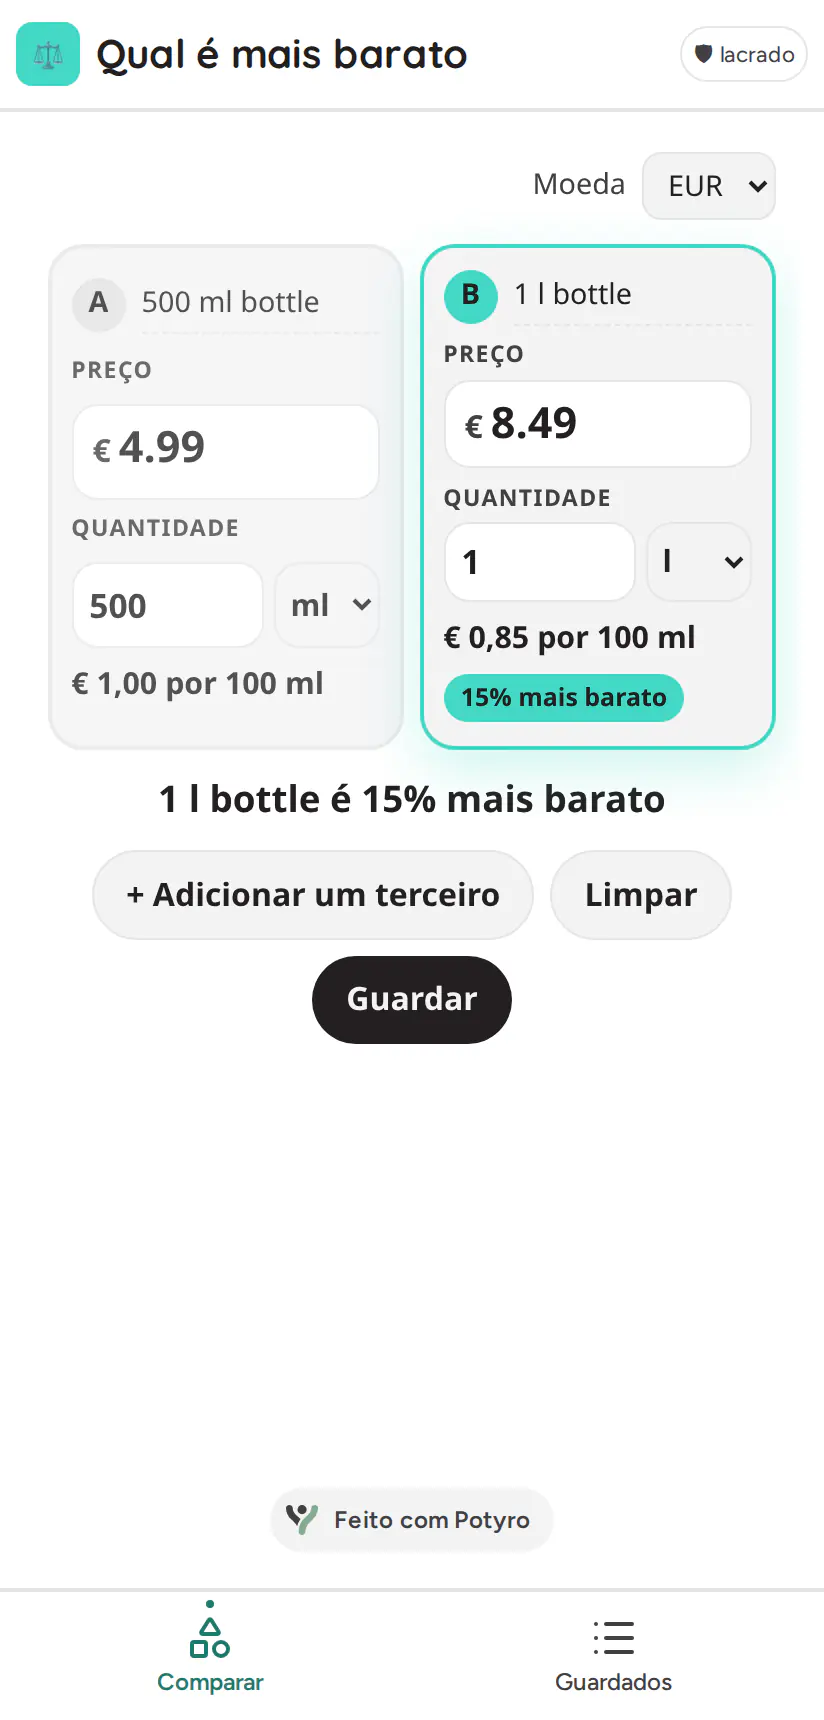 Qual é mais barato
lacrado
Moeda
EUR
A
500 ml bottle
PREÇO
€ 4.99
QUANTIDADE
500
ml
€ 1,00 por 100 ml
B
1 l bottle
PREÇO
€ 8.49
QUANTIDADE
1
l
€ 0,85 por 100 ml
15% mais barato
1 l bottle é 15% mais barato
+ Adicionar um terceiro
Limpar
Guardar
Feito com Potyro
Comparar
Guardados